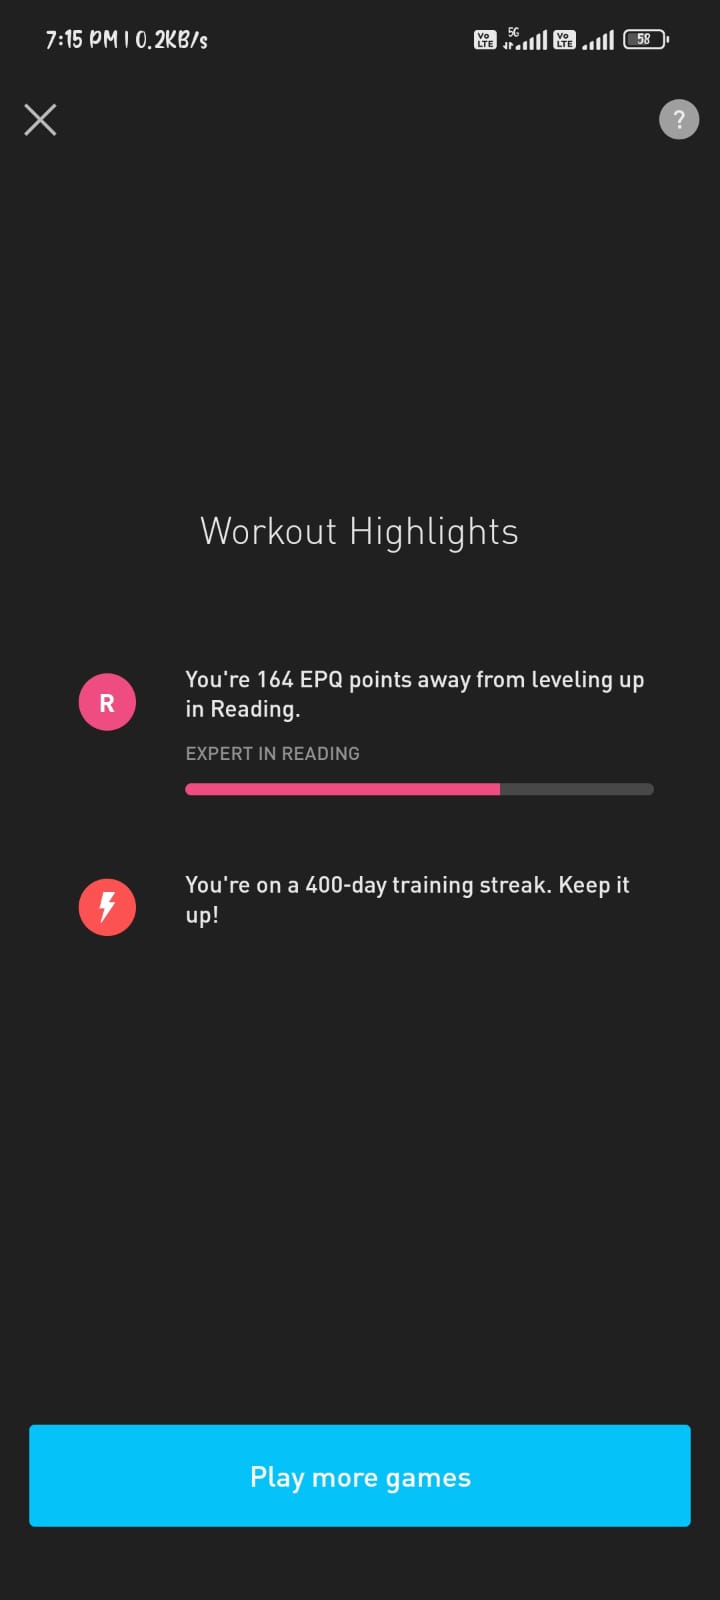 7:15 PM | 0.2KB/s Vo LTE 5G Vo LTE 58
?
Workout Highlights
R
You're 164 EPQ points away from leveling up
in Reading.
EXPERT IN READING
You're on a 400-day training streak. Keep it
up!
Play more games